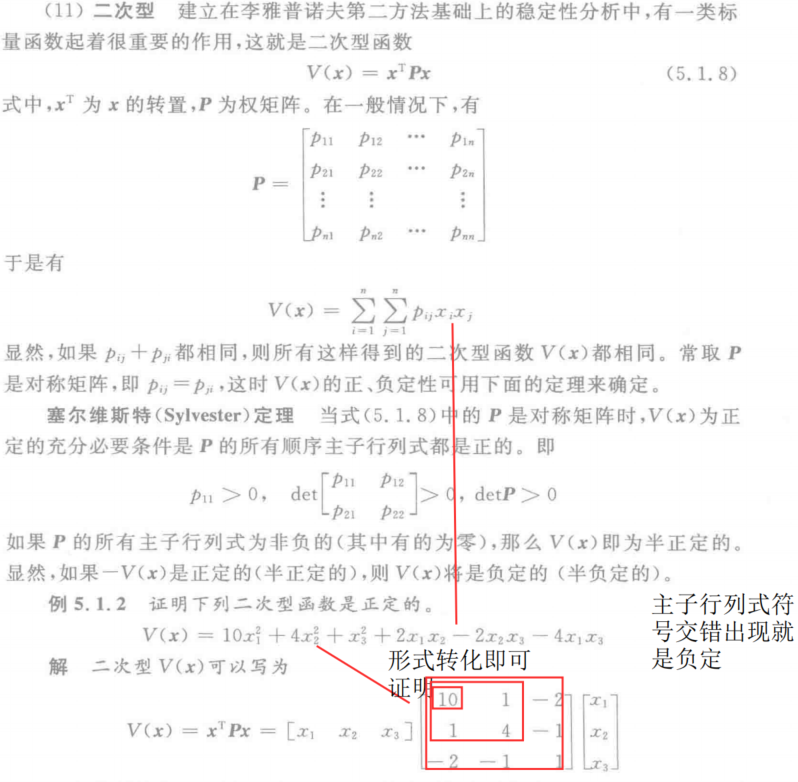 (11) 二次型 建立在李雅普诺夫第二方法基础上的稳定性分析中,有一类标
量函数起着很重要的作用,这就是二次型函数
V(x) = xᵀPx (5.1.8)
式中,xᵀ 为 x 的转置,P 为权矩阵。在一般情况下,有
P = [p₁₁ p₁₂ ⋯ p₁ₙ
p₂₁ p₂₂ ⋯ p₂ₙ
⋮ ⋮ ⋮
pₙ₁ pₙ₂ ⋯ pₙₙ]
于是有
V(x) = ∑ᵢ₌₁ⁿ ∑ⱼ₌₁ⁿ pᵢⱼxᵢxⱼ
显然,如果 pᵢⱼ+pⱼᵢ都相同,则所有这样得到的二次型函数 V(x)都相同。常取 P
是对称矩阵,即 pᵢⱼ=pⱼᵢ,这时 V(x)的正、负定性可用下面的定理来确定。
塞尔维斯特(Sylvester)定理 当式(5.1.8)中的 P 是对称矩阵时,V(x)为正
定的充分必要条件是 P 的所有顺序主子行列式都是正的。即
p₁₁ > 0, det[p₁₁ p₁₂
p₂₁ p₂₂] > 0, detP > 0
如果 P 的所有主子行列式为非负的(其中有的为零),那么 V(x)即为半正定的。
显然,如果−V(x)是正定的(半正定的),则 V(x)将是负定的 (半负定的)。
例 5.1.2 证明下列二次型函数是正定的。
V(x) = 10x₁² + 4x₂² + x₃² + 2x₁x₂ − 2x₂x₃ − 4x₁x₃
主子行列式符
号交错出现就
是负定
解 二次型 V(x)可以写为
形式转化即可
证明
V(x) = xᵀPx = [x₁ x₂ x₃] [10 1 −2
1 4 −1
−2 −1 1] [x₁
x₂
x₃]